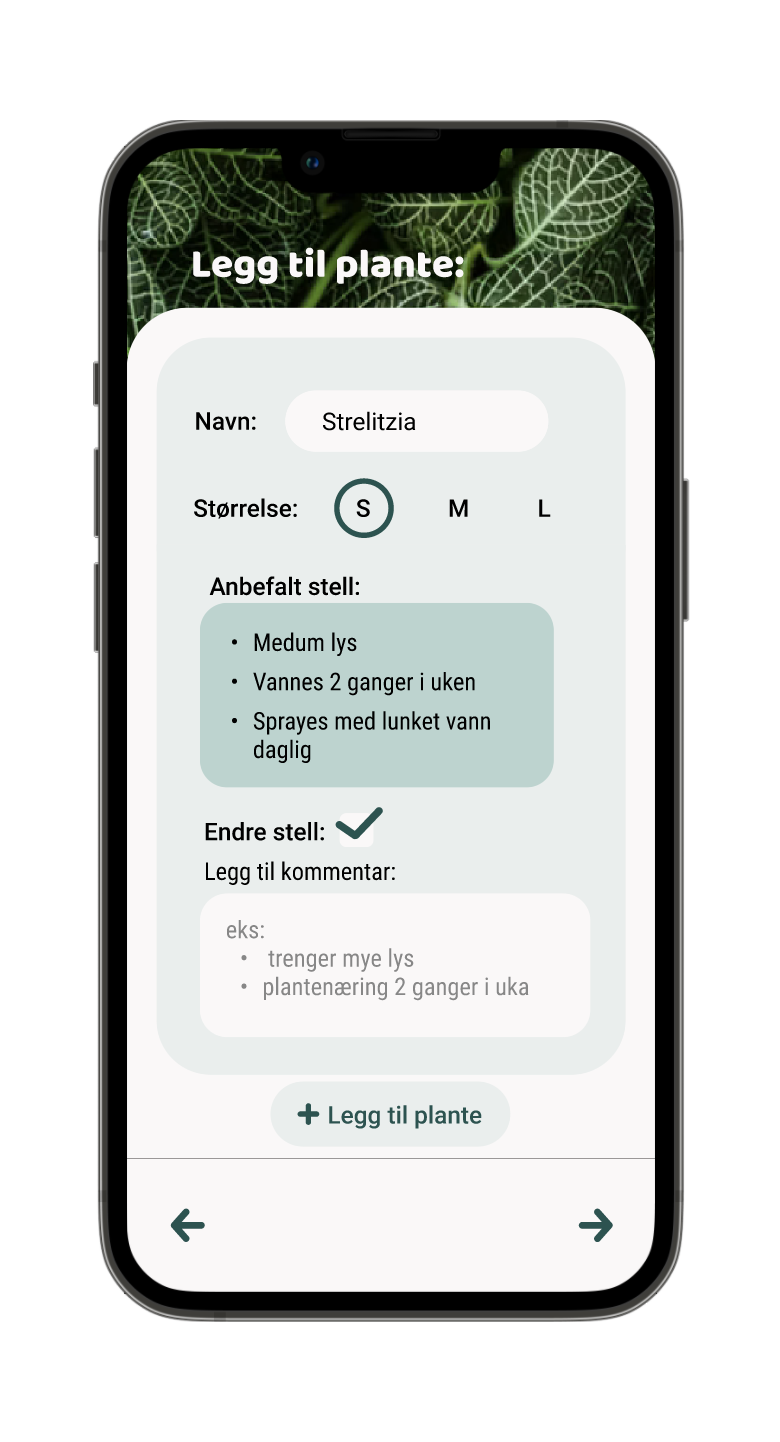 Legg til plante:
Navn: Strelitzia
Størrelse: S M L
Anbefalt stell:
• Medum lys
• Vannes 2 ganger i uken
• Sprayes med lunket vann
daglig
Endre stell:
Legg til kommentar:
eks:
• trenger mye lys
• plantenæring 2 ganger i uka
+ Legg til plante